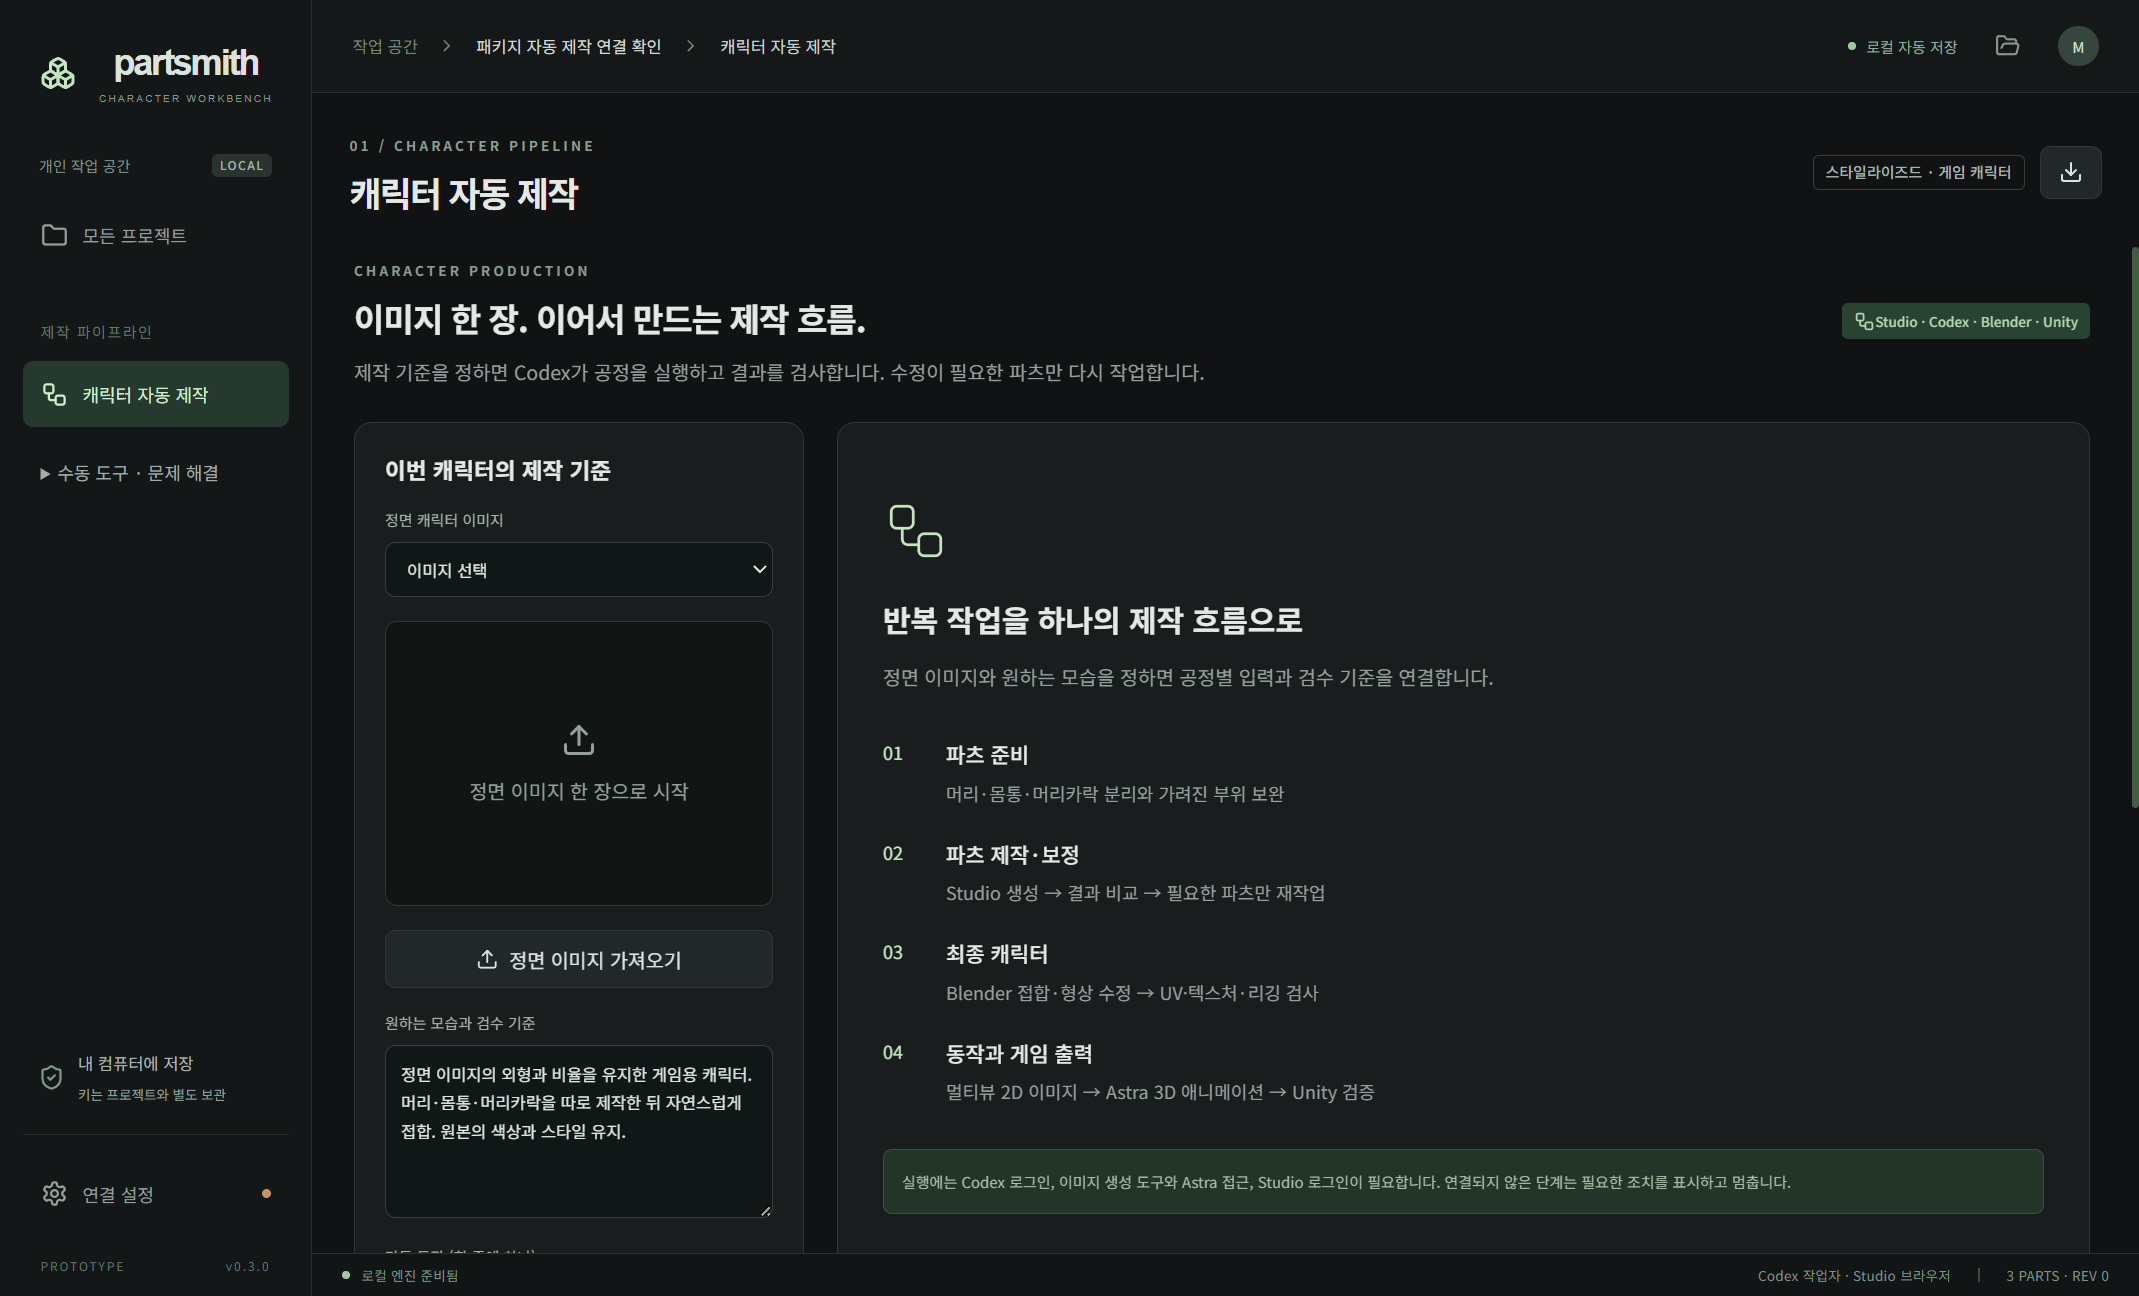 partsmith
CHARACTER WORKBENCH
개인 작업 공간
LOCAL
모든 프로젝트
제작 파이프라인
캐릭터 자동 제작
수동 도구 · 문제 해결
내 컴퓨터에 저장
키는 프로젝트와 별도 보관
연결 설정
PROTOTYPE
v0.3.0
작업 공간
패키지 자동 제작 연결 확인
캐릭터 자동 제작
로컬 자동 저장
M
01 / CHARACTER PIPELINE
캐릭터 자동 제작
스타일라이즈드 · 게임 캐릭터
CHARACTER PRODUCTION
이미지 한 장. 이어서 만드는 제작 흐름.
제작 기준을 정하면 Codex가 공정을 실행하고 결과를 검사합니다. 수정이 필요한 파츠만 다시 작업합니다.
Studio · Codex · Blender · Unity
이번 캐릭터의 제작 기준
정면 캐릭터 이미지
이미지 선택
정면 이미지 한 장으로 시작
정면 이미지 가져오기
원하는 모습과 검수 기준
정면 이미지의 외형과 비율을 유지한 게임용 캐릭터.
머리·몸통·머리카락을 따로 제작한 뒤 자연스럽게
접합. 원본의 색상과 스타일 유지.
반복 작업을 하나의 제작 흐름으로
정면 이미지와 원하는 모습을 정하면 공정별 입력과 검수 기준을 연결합니다.
01
파츠 준비
머리·몸통·머리카락 분리와 가려진 부위 보완
02
파츠 제작·보정
Studio 생성 → 결과 비교 → 필요한 파츠만 재작업
03
최종 캐릭터
Blender 접합·형상 수정 → UV·텍스처·리깅 검사
04
동작과 게임 출력
멀티뷰 2D 이미지 → Astra 3D 애니메이션 → Unity 검증
실행에는 Codex 로그인, 이미지 생성 도구와 Astra 접근, Studio 로그인이 필요합니다. 연결되지 않은 단계는 필요한 조치를 표시하고 멈춥니다.
로컬 엔진 준비됨
Codex 작업자 · Studio 브라우저
3 PARTS · REV 0